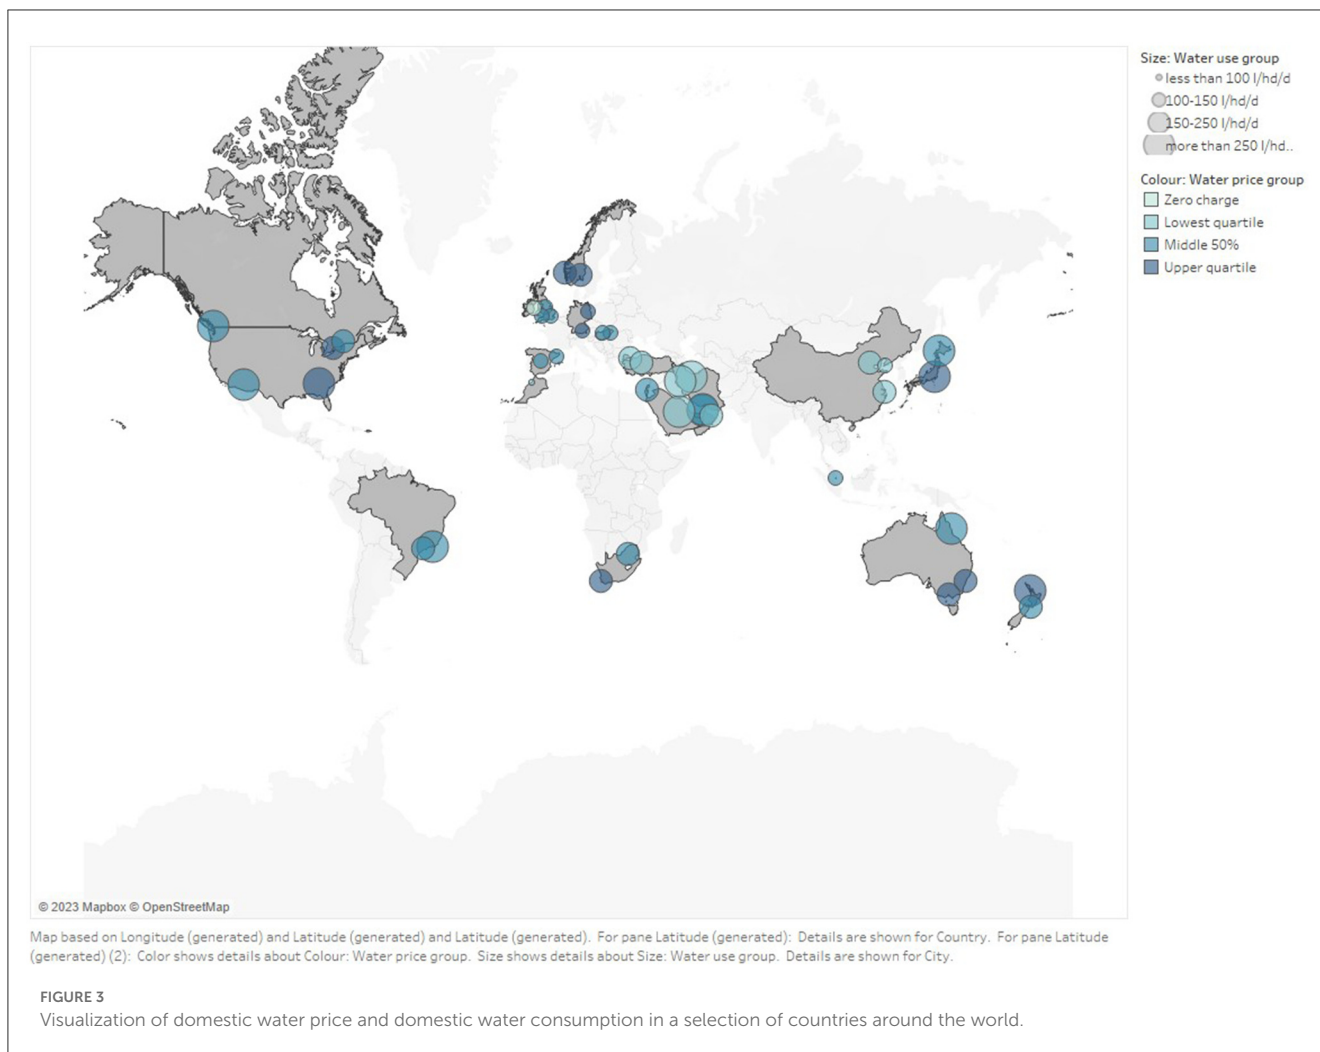 Size: Water use group
less than 100 l/hd/d
100-150 l/hd/d
150-250 l/hd/d
more than 250 l/hd..
Colour: Water price group
Zero charge
Lowest quartile
Middle 50%
Upper quartile
© 2023 Mapbox © OpenStreetMap
Map based on Longitude (generated) and Latitude (generated) and Latitude (generated). For pane Latitude (generated): Details are shown for Country. For pane Latitude
(generated) (2): Color shows details about Colour: Water price group. Size shows details about Size: Water use group. Details are shown for City.
FIGURE 3
Visualization of domestic water price and domestic water consumption in a selection of countries around the world.